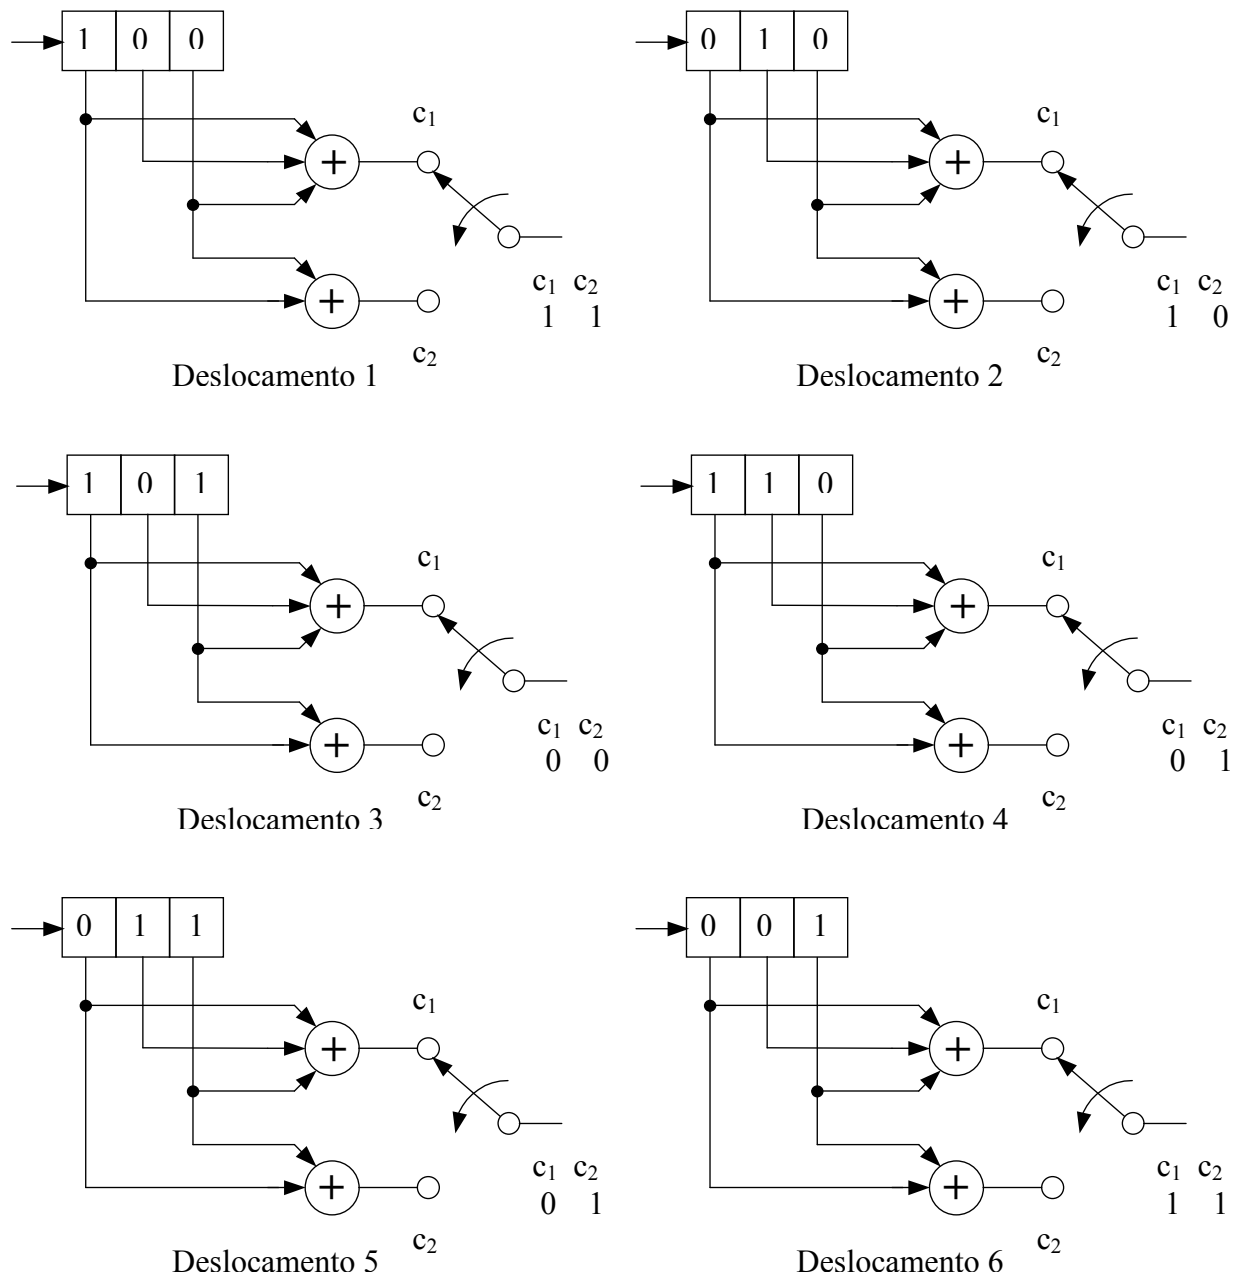 1 0 0
c₁
+
+
c₁ c₂
1 1
c₂
Deslocamento 1
0 1 0
c₁
+
+
c₁ c₂
1 0
c₂
Deslocamento 2
1 0 1
c₁
+
+
c₁ c₂
0 0
c₂
Deslocamento 3
1 1 0
c₁
+
+
c₁ c₂
0 1
c₂
Deslocamento 4
0 1 1
c₁
+
+
c₁ c₂
0 1
c₂
Deslocamento 5
0 0 1
c₁
+
+
c₁ c₂
1 1
c₂
Deslocamento 6